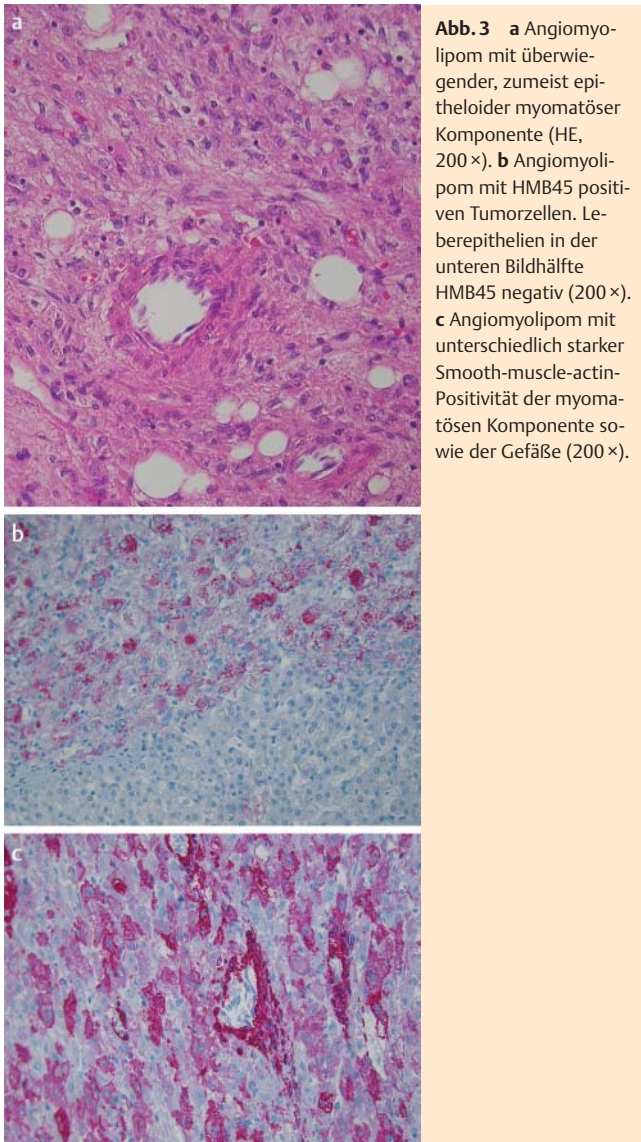 a
b
c
Abb. 3 a Angiomyo-
lipom mit überwie-
gender, zumeist epi-
theloider myomatöser
Komponente (HE,
200 ×). b Angiomyoli-
pom mit HMB45 positi-
ven Tumorzellen. Le-
berepithelien in der
unteren Bildhälfte
HMB45 negativ (200 ×).
c Angiomyolipom mit
unterschiedlich starker
Smooth-muscle-actin-
Positivität der myoma-
tösen Komponente so-
wie der Gefäße (200 ×).